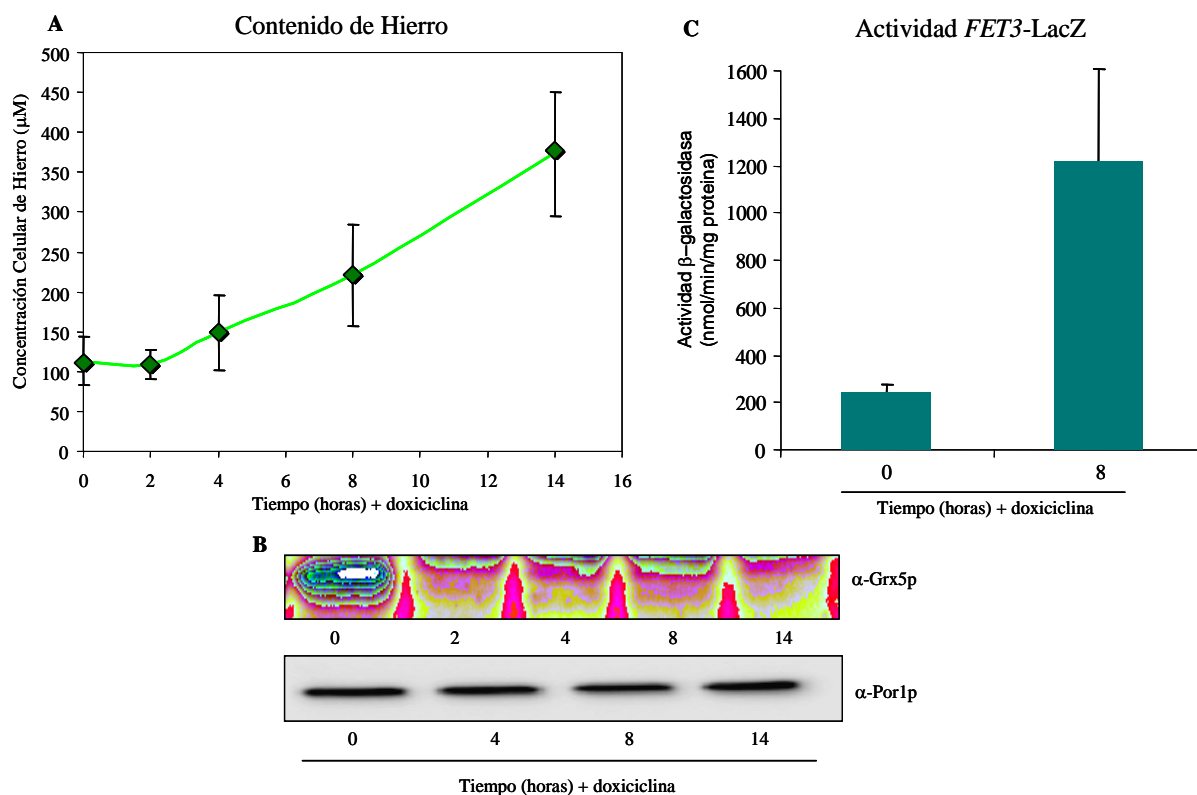 A
Contenido de Hierro
Concentración Celular de Hierro (μM)
500
450
400
350
300
250
200
150
100
50
0
0 2 4 6 8 10 12 14 16
Tiempo (horas) + doxiciclina
C
Actividad FET3-LacZ
Actividad β–galactosidasa
(nmol/min/mg proteina)
1600
1400
1200
1000
800
600
400
200
0
0 8
Tiempo (horas) + doxiciclina
B
α-Grx5p
0 2 4 8 14
α-Por1p
0 4 8 14
Tiempo (horas) + doxiciclina